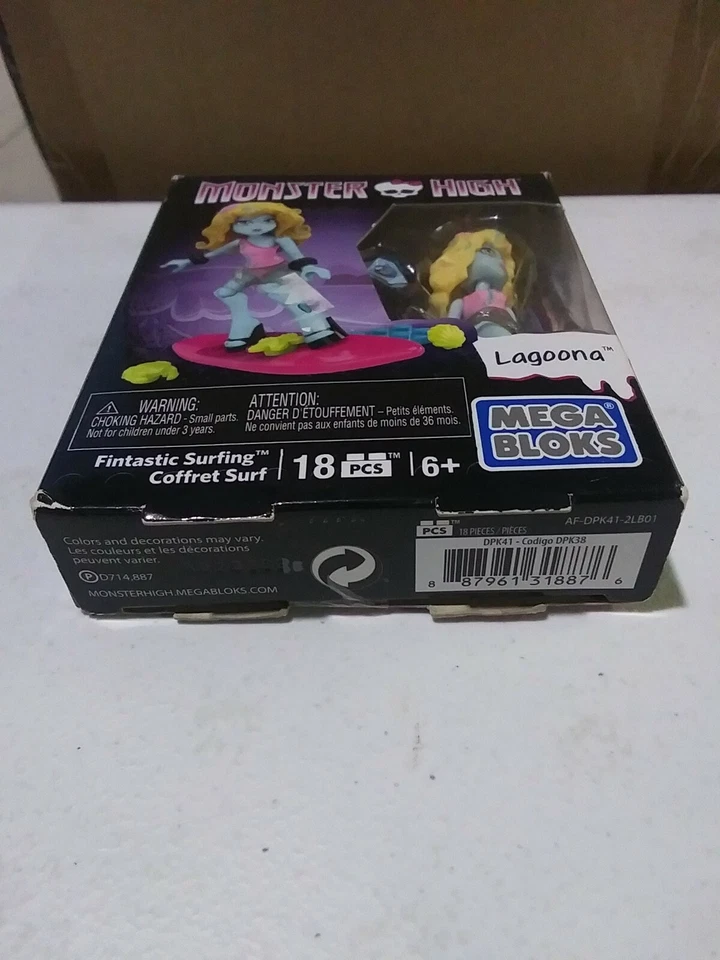 MONSTER HIGH
Lagoona™
WARNING:
CHOKING HAZARD - Small parts.
Not for children under 3 years.
ATTENTION:
DANGER D'ÉTOUFFEMENT – Petits éléments.
Ne convient pas aux enfants de moins de 36 mois.
MEGA
BLOKS®
Fintastic Surfing™
Coffret Surf
18 PCS™
6+
Colors and decorations may vary.
Les couleurs et les décorations
peuvent varier.
Ⓟ D714,887
MONSTERHIGH.MEGABLOKS.COM
PCS™ 18 PIECES / PIÈCES
AF-DPK41-2LB01
DPK41 - Codigo DPK38
8 87961 31887 6